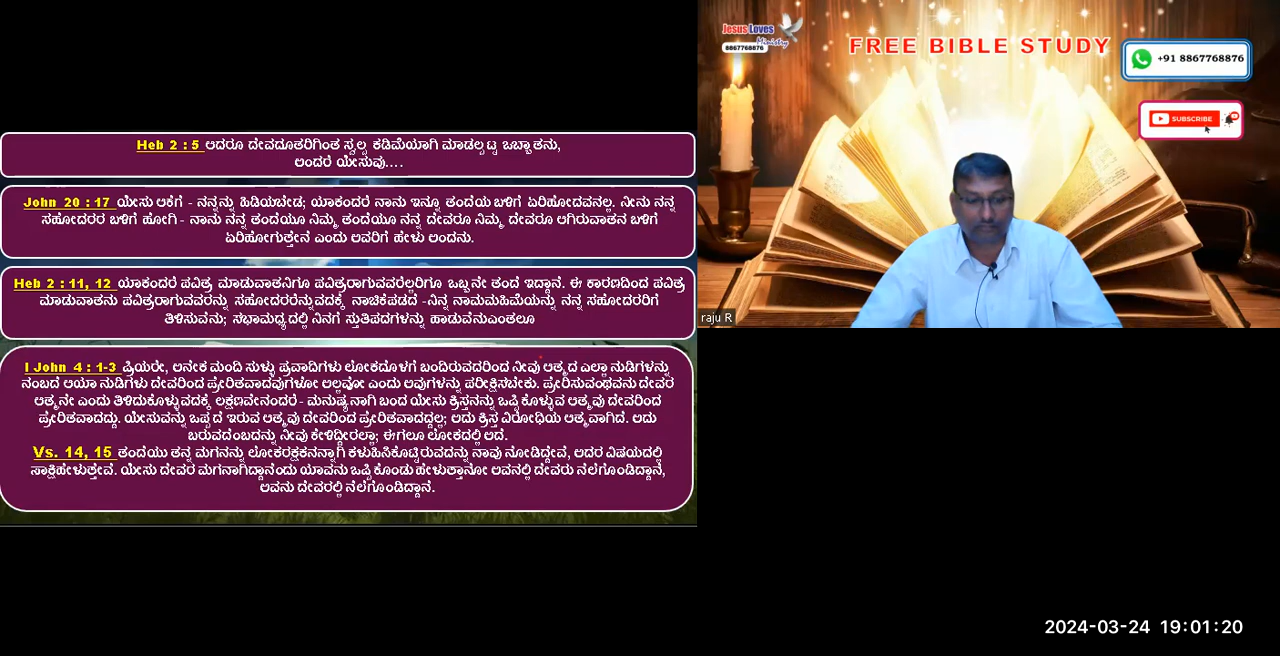 Heb 2 : 5 ಆದರೂ ದೇವದೂತರಿಗಿಂತ ಸ್ವಲ್ಪ ಕಡಿಮೆಯಾಗಿ ಮಾಡಲ್ಪಟ್ಟ ಒಬ್ಬಾತನು,
ಅಂದರೆ ಯೇಸುವು....
John 20 : 17 ಯೇಸು ಆಕೆಗೆ - ನನ್ನನ್ನು ಹಿಡಿಯಬೇಡ; ಯಾಕಂದರೆ ನಾನು ಇನ್ನೂ ತಂದೆಯ ಬಳಿಗೆ ಏರಿಹೋದವನಲ್ಲ. ನೀನು ನನ್ನ
ಸಹೋದರರ ಬಳಿಗೆ ಹೋಗಿ - ನಾನು ನನ್ನ ತಂದೆಯೂ ನಿಮ್ಮ ತಂದೆಯೂ ನನ್ನ ದೇವರೂ ನಿಮ್ಮ ದೇವರೂ ಆಗಿರುವಾತನ ಬಳಿಗೆ
ಏರಿಹೋಗುತ್ತೇನೆ ಎಂದು ಅವರಿಗೆ ಹೇಳು ಅಂದನು.
Heb 2 : 11, 12 ಯಾಕಂದರೆ ಪವಿತ್ರ ಮಾಡುವಾತನಿಗೂ ಪವಿತ್ರರಾಗುವವರೆಲ್ಲರಿಗೂ ಒಬ್ಬನೇ ತಂದೆ ಇದ್ದಾನೆ. ಈ ಕಾರಣದಿಂದ ಪವಿತ್ರ
ಮಾಡುವಾತನು ಪವಿತ್ರರಾಗುವವರನ್ನು ಸಹೋದರರೆನ್ನುವದಕ್ಕೆ ನಾಚಿಕೆಪಡದೆ -ನಿನ್ನ ನಾಮಮಹಿಮೆಯನ್ನು ನನ್ನ ಸಹೋದರರಿಗೆ
ತಿಳಿಸುವೆನು; ಸಭಾಮಧ್ಯದಲ್ಲಿ ನಿನಗೆ ಸ್ತುತಿಪದಗಳನ್ನು ಹಾಡುವೆನುಎಂತಲೂ
I John 4 : 1-3 ಪ್ರಿಯರೇ, ಅನೇಕ ಮಂದಿ ಸುಳ್ಳು ಪ್ರವಾದಿಗಳು ಲೋಕದೊಳಗೆ ಬಂದಿರುವದರಿಂದ ನೀವು ಆತ್ಮದ ಎಲ್ಲಾ ನುಡಿಗಳನ್ನು
ನಂಬದೆ ಆಯಾ ನುಡಿಗಳು ದೇವರಿಂದ ಪ್ರೇರಿತವಾದವುಗಳೋ ಅಲ್ಲವೋ ಎಂದು ಅವುಗಳನ್ನು ಪರೀಕ್ಷಿಸಬೇಕು. ಪ್ರೇರಿಸುವಂಥವನು ದೇವರ
ಆತ್ಮನೇ ಎಂದು ತಿಳಿದುಕೊಳ್ಳುವದಕ್ಕೆ ಲಕ್ಷಣವೇನಂದರೆ - ಮನುಷ್ಯನಾಗಿ ಬಂದ ಯೇಸು ಕ್ರಿಸ್ತನನ್ನು ಒಪ್ಪಿಕೊಳ್ಳುವ ಆತ್ಮವು ದೇವರಿಂದ
ಪ್ರೇರಿತವಾದದ್ದು. ಯೇಸುವನ್ನು ಒಪ್ಪದೆ ಇರುವ ಆತ್ಮವು ದೇವರಿಂದ ಪ್ರೇರಿತವಾದದ್ದಲ್ಲ; ಅದು ಕ್ರಿಸ್ತ ವಿರೋಧಿಯ ಆತ್ಮವಾಗಿದೆ. ಅದು
ಬರುವದೆಂಬದನ್ನು ನೀವು ಕೇಳಿದ್ದೀರಲ್ಲಾ; ಈಗಲೂ ಲೋಕದಲ್ಲಿ ಅದೆ.
Vs. 14, 15 ತಂದೆಯು ತನ್ನ ಮಗನನ್ನು ಲೋಕರಕ್ಷಕನನ್ನಾಗಿ ಕಳುಹಿಸಿಕೊಟ್ಟಿರುವದನ್ನು ನಾವು ನೋಡಿದ್ದೇವೆ, ಅದರ ವಿಷಯದಲ್ಲಿ
ಸಾಕ್ಷಿಹೇಳುತ್ತೇವೆ. ಯೇಸು ದೇವರ ಮಗನಾಗಿದ್ದಾನೆಂದು ಯಾವನು ಒಪ್ಪಿಕೊಂಡು ಹೇಳುತ್ತಾನೋ ಅವನಲ್ಲಿ ದೇವರು ನೆಲೆಗೊಂಡಿದ್ದಾನೆ,
ಅವನು ದೇವರಲ್ಲಿ ನೆಲೆಗೊಂಡಿದ್ದಾನೆ.
Jesus Loves
Ministry
8867768876
FREE BIBLE STUDY
+91 8867768876
SUBSCRIBE
raju R
2024-03-24 19:01:20